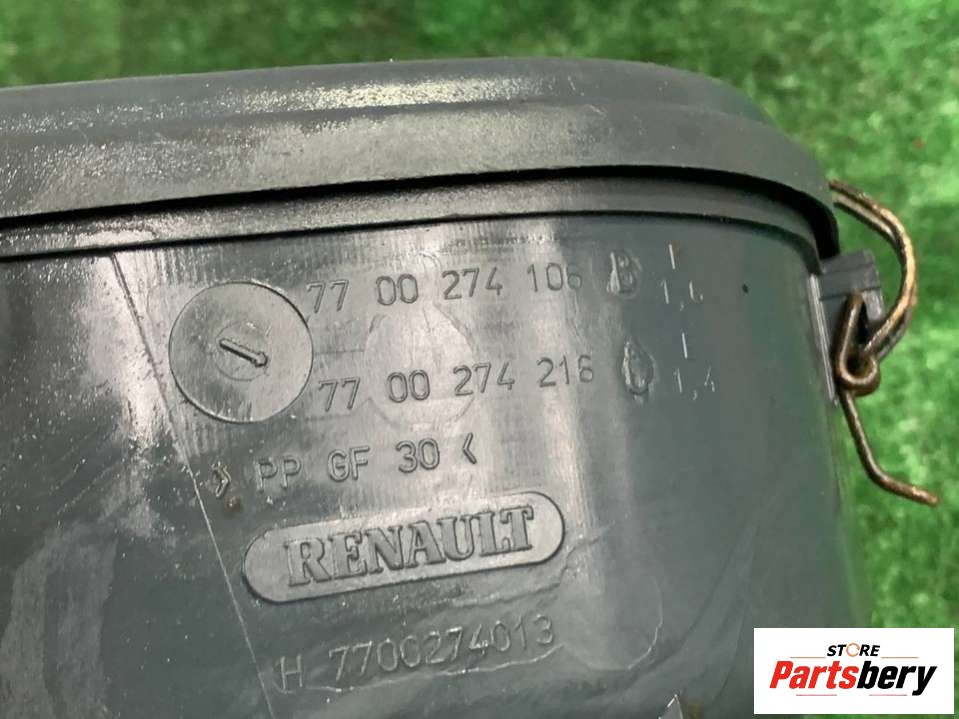 77 00 274 106 B 1,6
77 00 274 216 1,4
> PP GF 30 <
RENAULT
H 7700274013
STORE
Partsbery